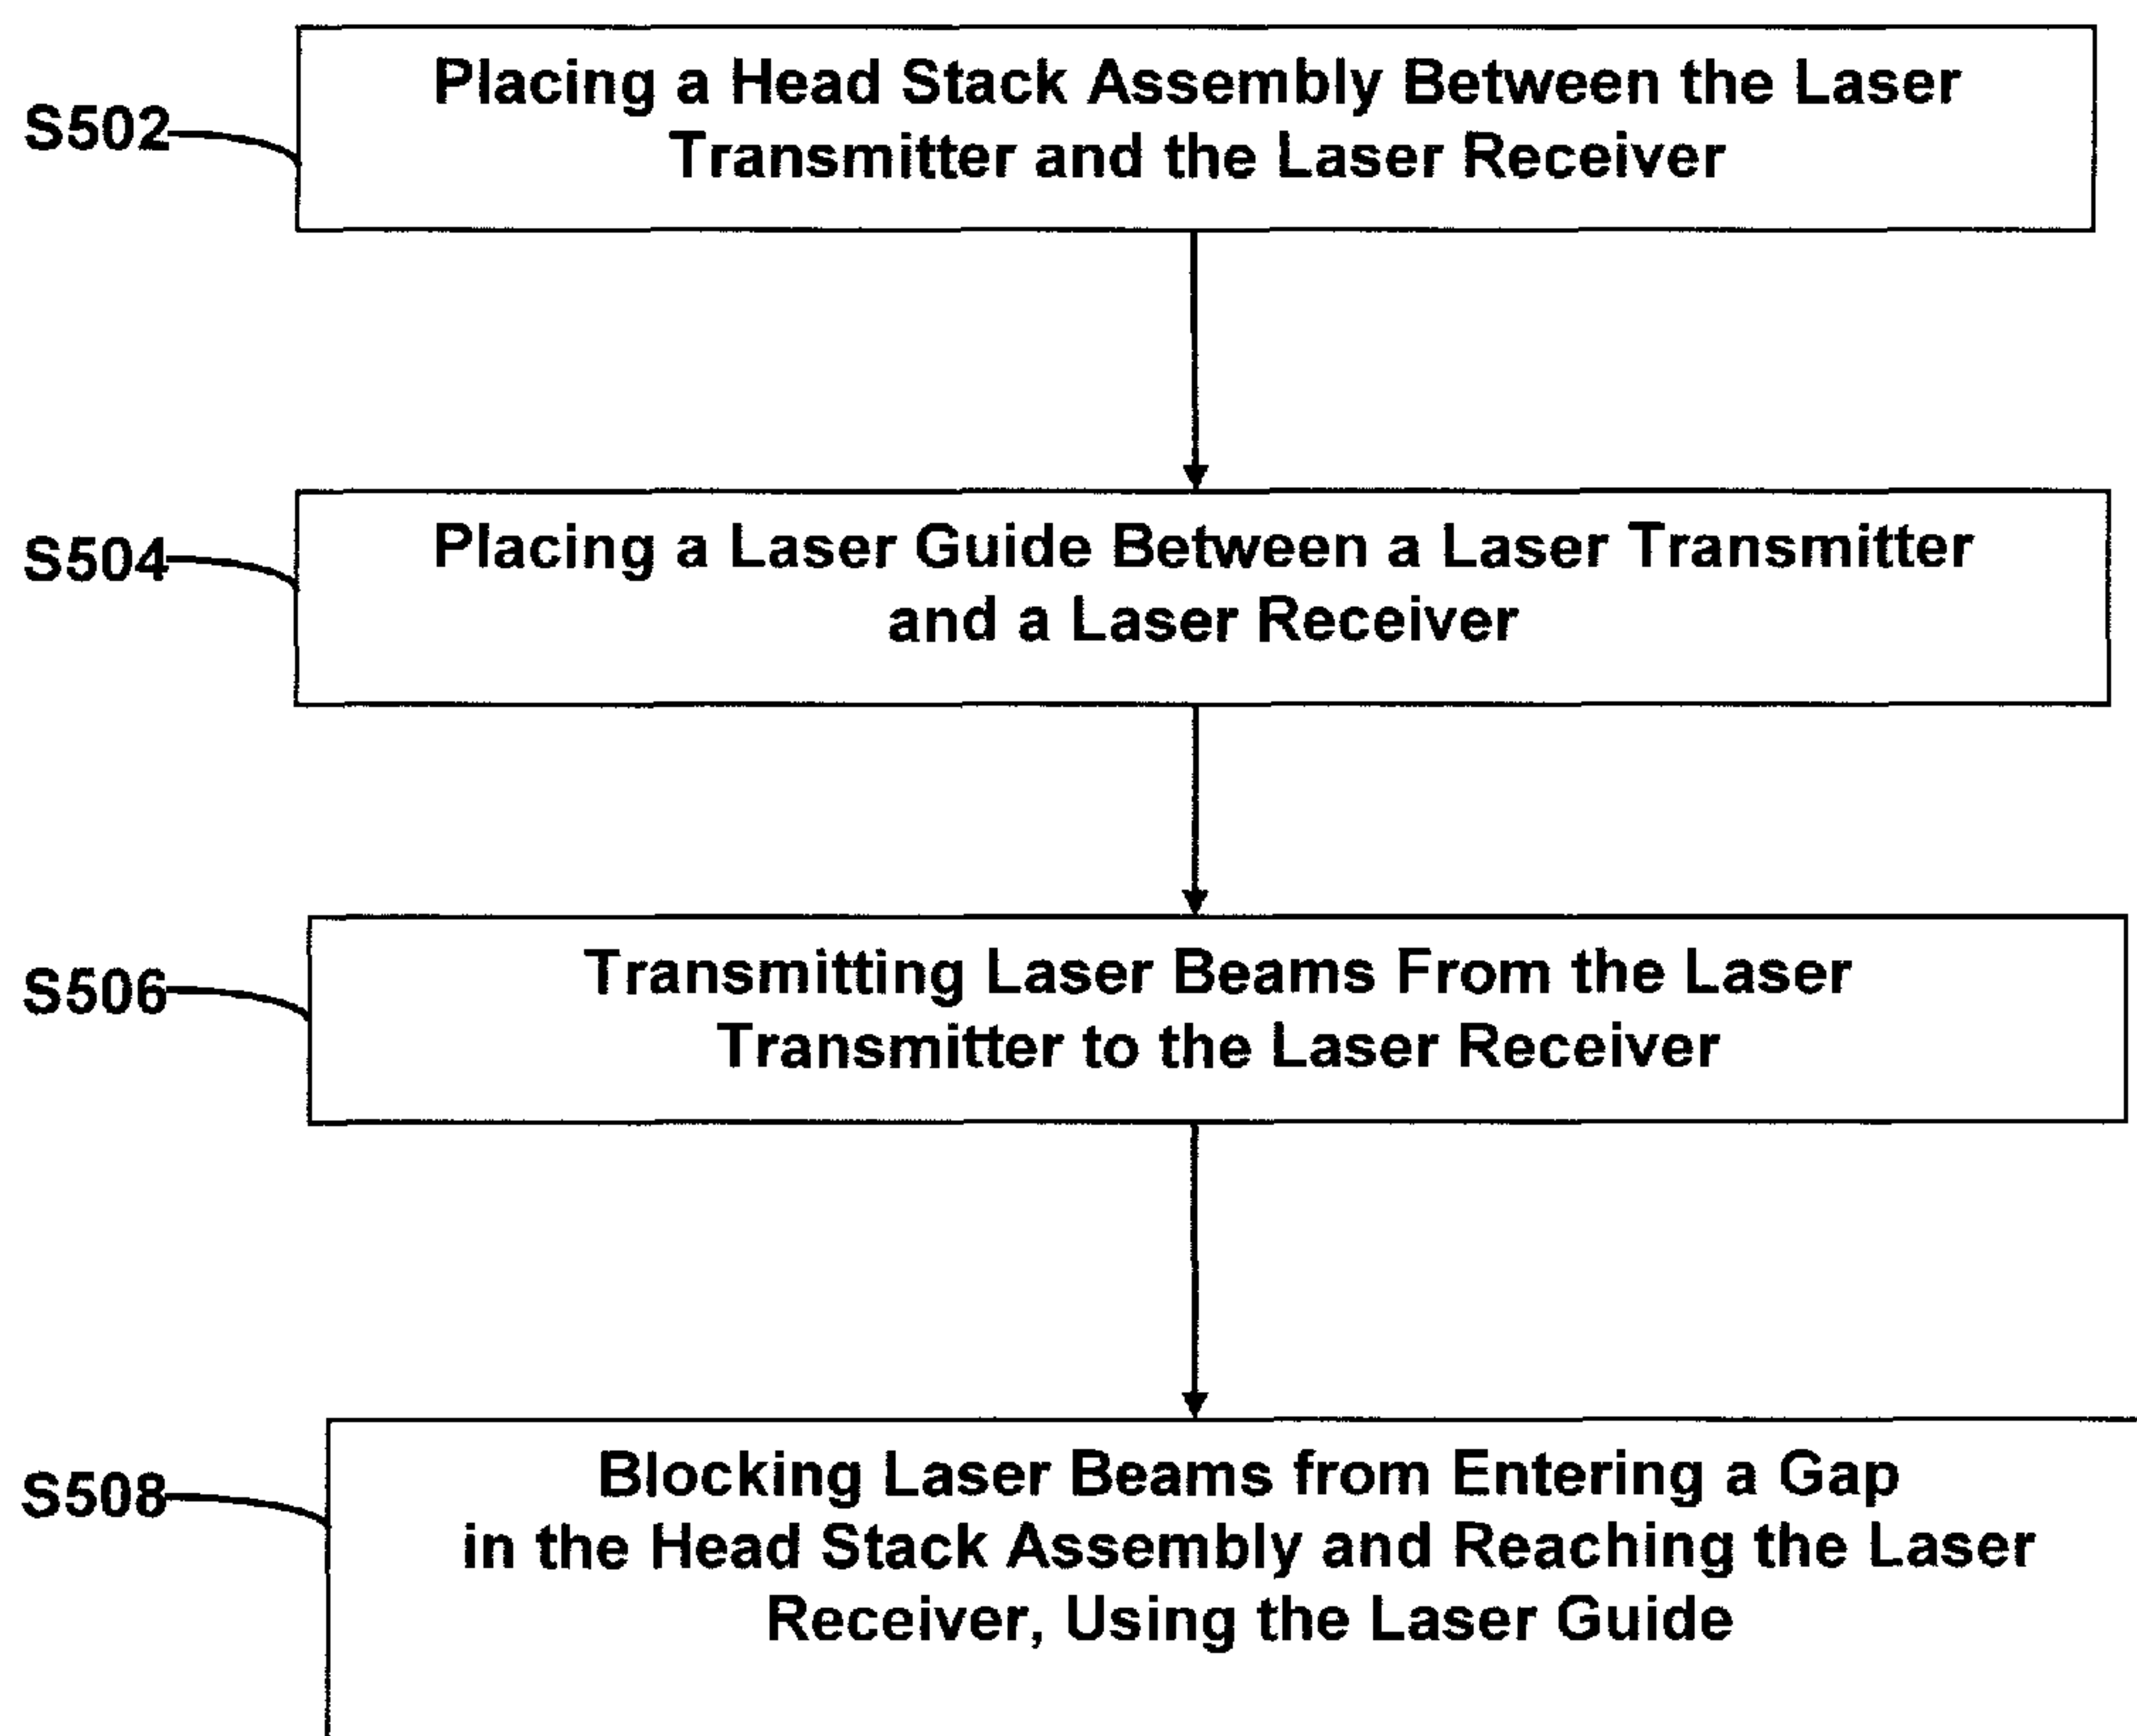 S502
Placing a Head Stack Assembly Between the Laser
Transmitter and the Laser Receiver
S504
Placing a Laser Guide Between a Laser Transmitter
and a Laser Receiver
S506
Transmitting Laser Beams From the Laser
Transmitter to the Laser Receiver
S508
Blocking Laser Beams from Entering a Gap
in the Head Stack Assembly and Reaching the Laser
Receiver, Using the Laser Guide